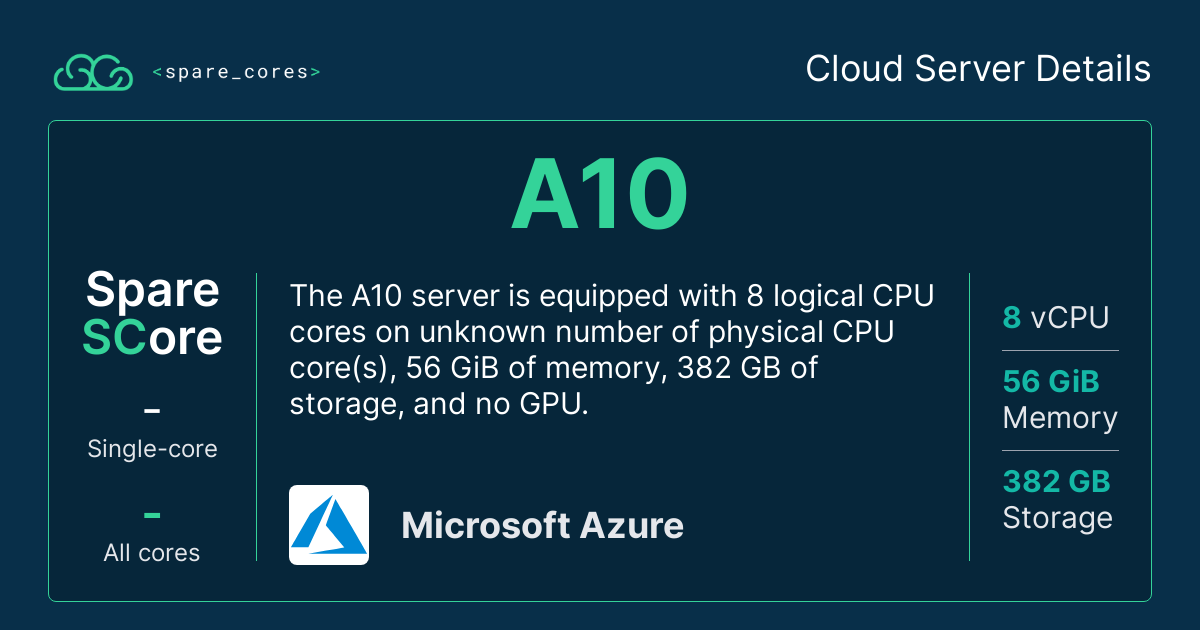 <spare_cores>
Cloud Server Details
A10
Spare
SCore
–
Single-core
–
All cores
The A10 server is equipped with 8 logical CPU
cores on unknown number of physical CPU
core(s), 56 GiB of memory, 382 GB of
storage, and no GPU.
Microsoft Azure
8 vCPU
56 GiB
Memory
382 GB
Storage